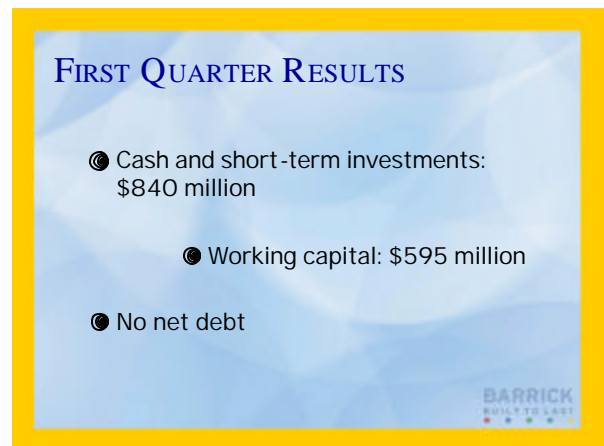 FIRST QUARTER RESULTS
Cash and short-term investments:
$840 million
Working capital: $595 million
No net debt
BARRICK
BUILT TO LAST